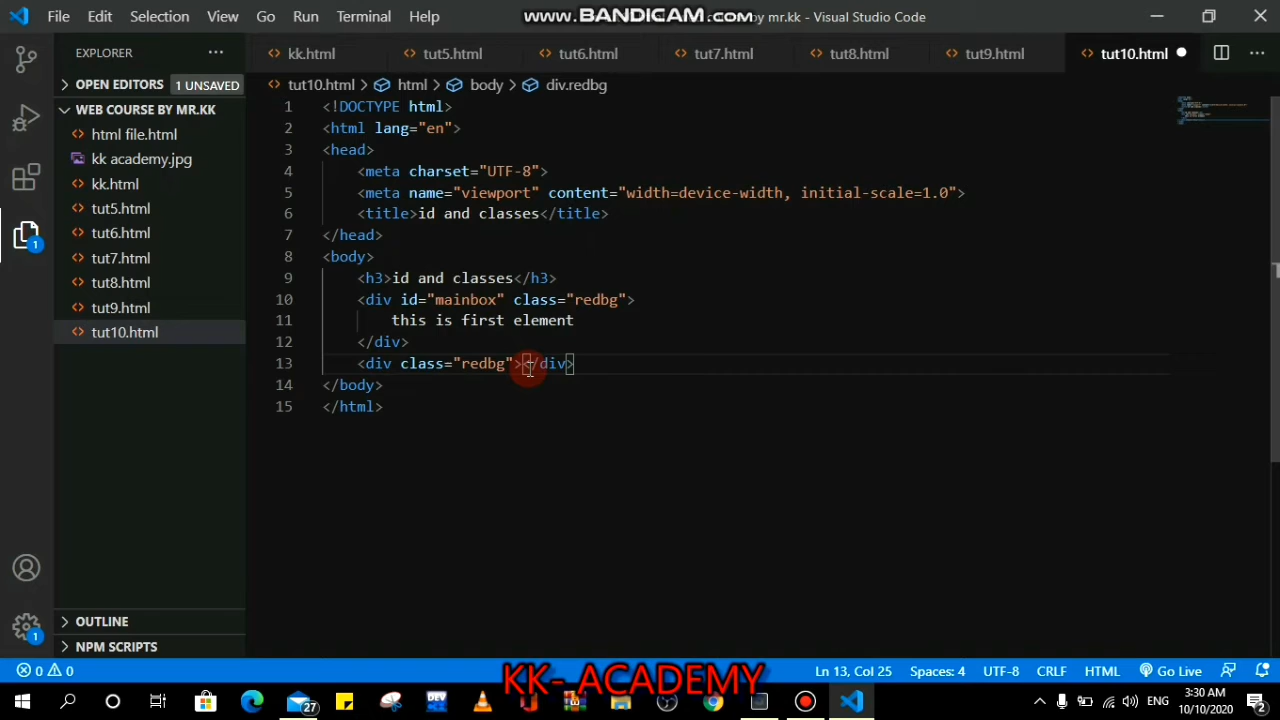 File Edit Selection View Go Run Terminal Help
www.BANDICAM.com by mr.kk - Visual Studio Code
EXPLORER
kk.html
tut5.html
tut6.html
tut7.html
tut8.html
tut9.html
tut10.html
OPEN EDITORS 1 UNSAVED
tut10.html > html > body > div.redbg
WEB COURSE BY MR.KK
html file.html
kk academy.jpg
kk.html
tut5.html
tut6.html
tut7.html
tut8.html
tut9.html
tut10.html
1 <!DOCTYPE html>
2 <html lang="en">
3 <head>
4 <meta charset="UTF-8">
5 <meta name="viewport" content="width=device-width, initial-scale=1.0">
6 <title>id and classes</title>
7 </head>
8 <body>
9 <h3>id and classes</h3>
10 <div id="mainbox" class="redbg">
11 this is first element
12 </div>
13 <div class="redbg"></div>
14 </body>
15 </html>
1
1
OUTLINE
NPM SCRIPTS
0 0
Ln 13, Col 25 Spaces: 4 UTF-8 CRLF HTML Go Live
KK- ACADEMY
27
DEV
ENG
3:30 AM
10/10/2020
2